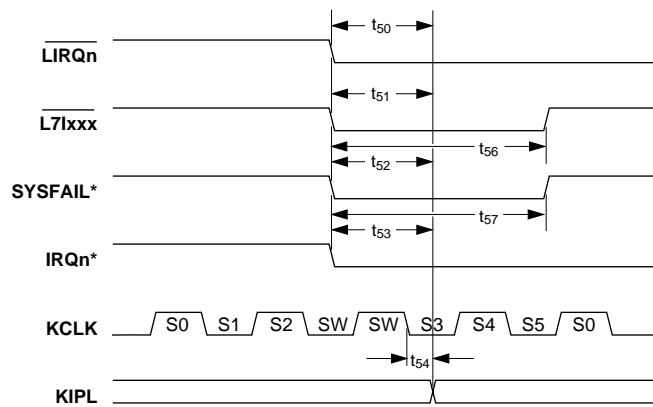 t50
LIRQn
t51
L7Ixxx
t56
t52
SYSFAIL*
t57
t53
IRQn*
KCLK S0 S1 S2 SW SW S3 S4 S5 S0
t54
KIPL